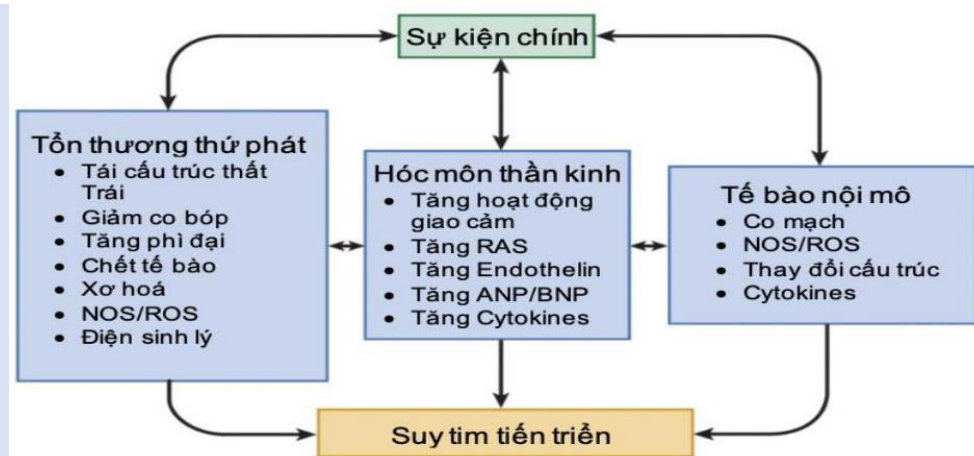 Sự kiện chính
Tổn thương thứ phát
• Tái cấu trúc thất
Trái
• Giảm co bóp
• Tăng phì đại
• Chết tế bào
• Xơ hoá
• NOS/ROS
• Điện sinh lý
Hóc môn thần kinh
• Tăng hoạt động
giao cảm
• Tăng RAS
• Tăng Endothelin
• Tăng ANP/BNP
• Tăng Cytokines
Tế bào nội mô
• Co mạch
• NOS/ROS
• Thay đổi cấu trúc
• Cytokines
Suy tim tiến triển